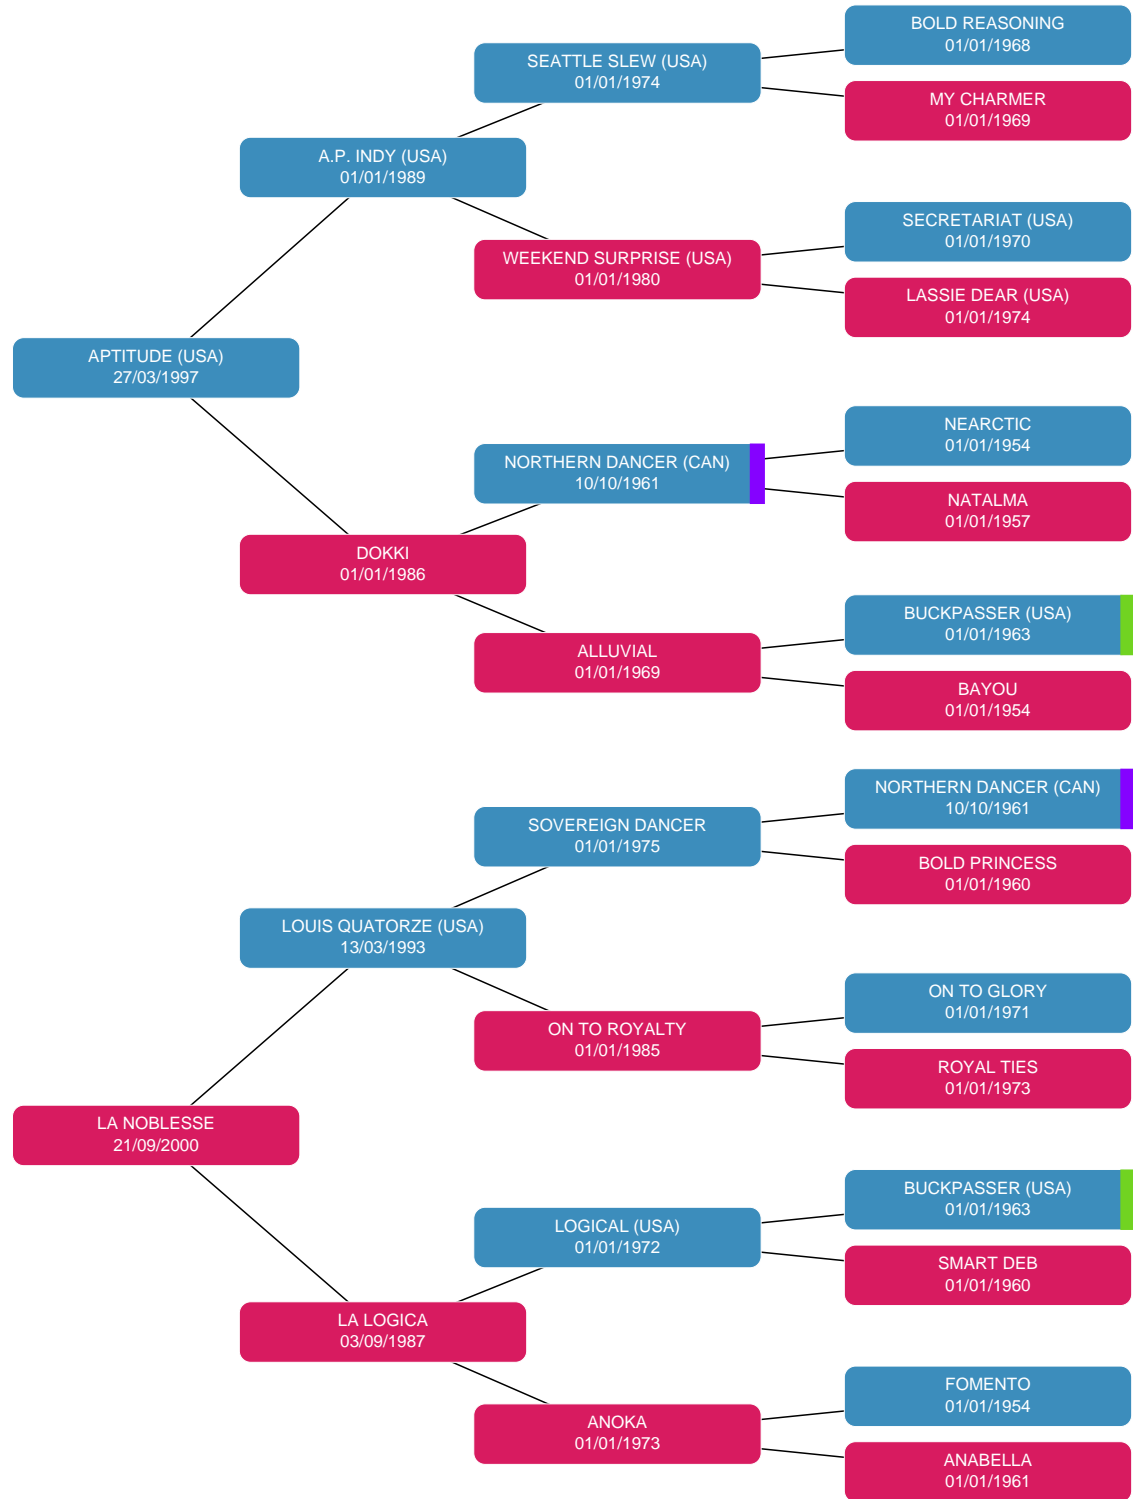 BOLD REASONING
01/01/1968
SEATTLE SLEW (USA)
01/01/1974
MY CHARMER
01/01/1969
A.P. INDY (USA)
01/01/1989
SECRETARIAT (USA)
01/01/1970
WEEKEND SURPRISE (USA)
01/01/1980
LASSIE DEAR (USA)
01/01/1974
APTITUDE (USA)
27/03/1997
NEARCTIC
01/01/1954
NORTHERN DANCER (CAN)
10/10/1961
NATALMA
01/01/1957
DOKKI
01/01/1986
BUCKPASSER (USA)
01/01/1963
ALLUVIAL
01/01/1969
BAYOU
01/01/1954
NORTHERN DANCER (CAN)
10/10/1961
SOVEREIGN DANCER
01/01/1975
BOLD PRINCESS
01/01/1960
LOUIS QUATORZE (USA)
13/03/1993
ON TO GLORY
01/01/1971
ON TO ROYALTY
01/01/1985
ROYAL TIES
01/01/1973
LA NOBLESSE
21/09/2000
BUCKPASSER (USA)
01/01/1963
LOGICAL (USA)
01/01/1972
SMART DEB
01/01/1960
LA LOGICA
03/09/1987
FOMENTO
01/01/1954
ANOKA
01/01/1973
ANABELLA
01/01/1961